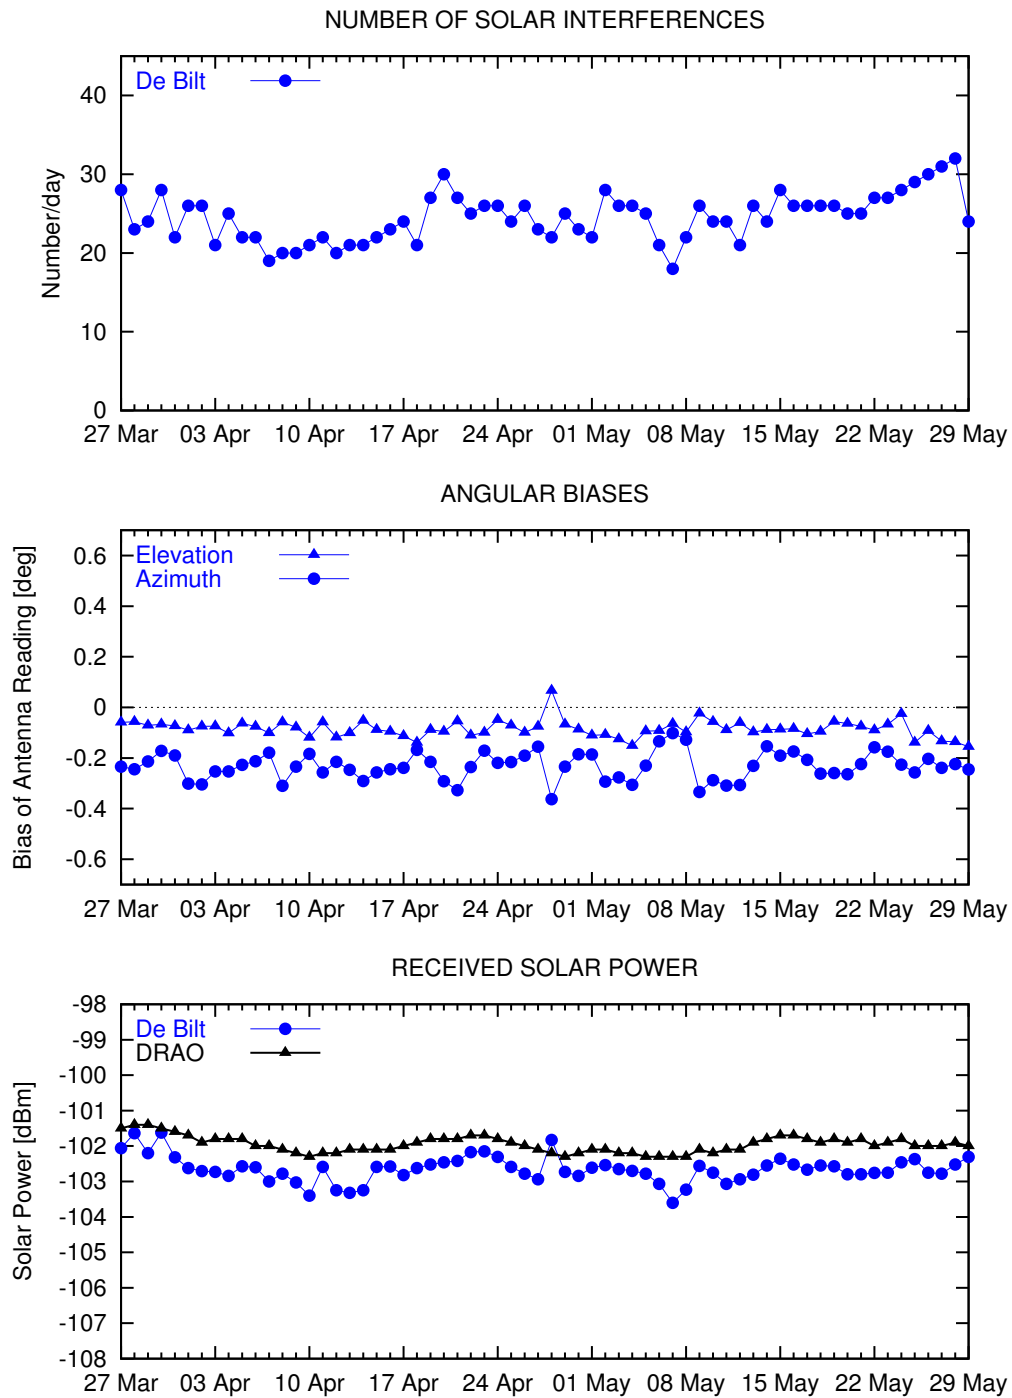 NUMBER OF SOLAR INTERFERENCES
De Bilt
Number/day
40
30
20
10
0
27 Mar 03 Apr 10 Apr 17 Apr 24 Apr 01 May 08 May 15 May 22 May 29 May
ANGULAR BIASES
Elevation
Azimuth
Bias of Antenna Reading [deg]
0.6
0.4
0.2
0
-0.2
-0.4
-0.6
27 Mar 03 Apr 10 Apr 17 Apr 24 Apr 01 May 08 May 15 May 22 May 29 May
RECEIVED SOLAR POWER
De Bilt
DRAO
Solar Power [dBm]
-98
-99
-100
-101
-102
-103
-104
-105
-106
-107
-108
27 Mar 03 Apr 10 Apr 17 Apr 24 Apr 01 May 08 May 15 May 22 May 29 May